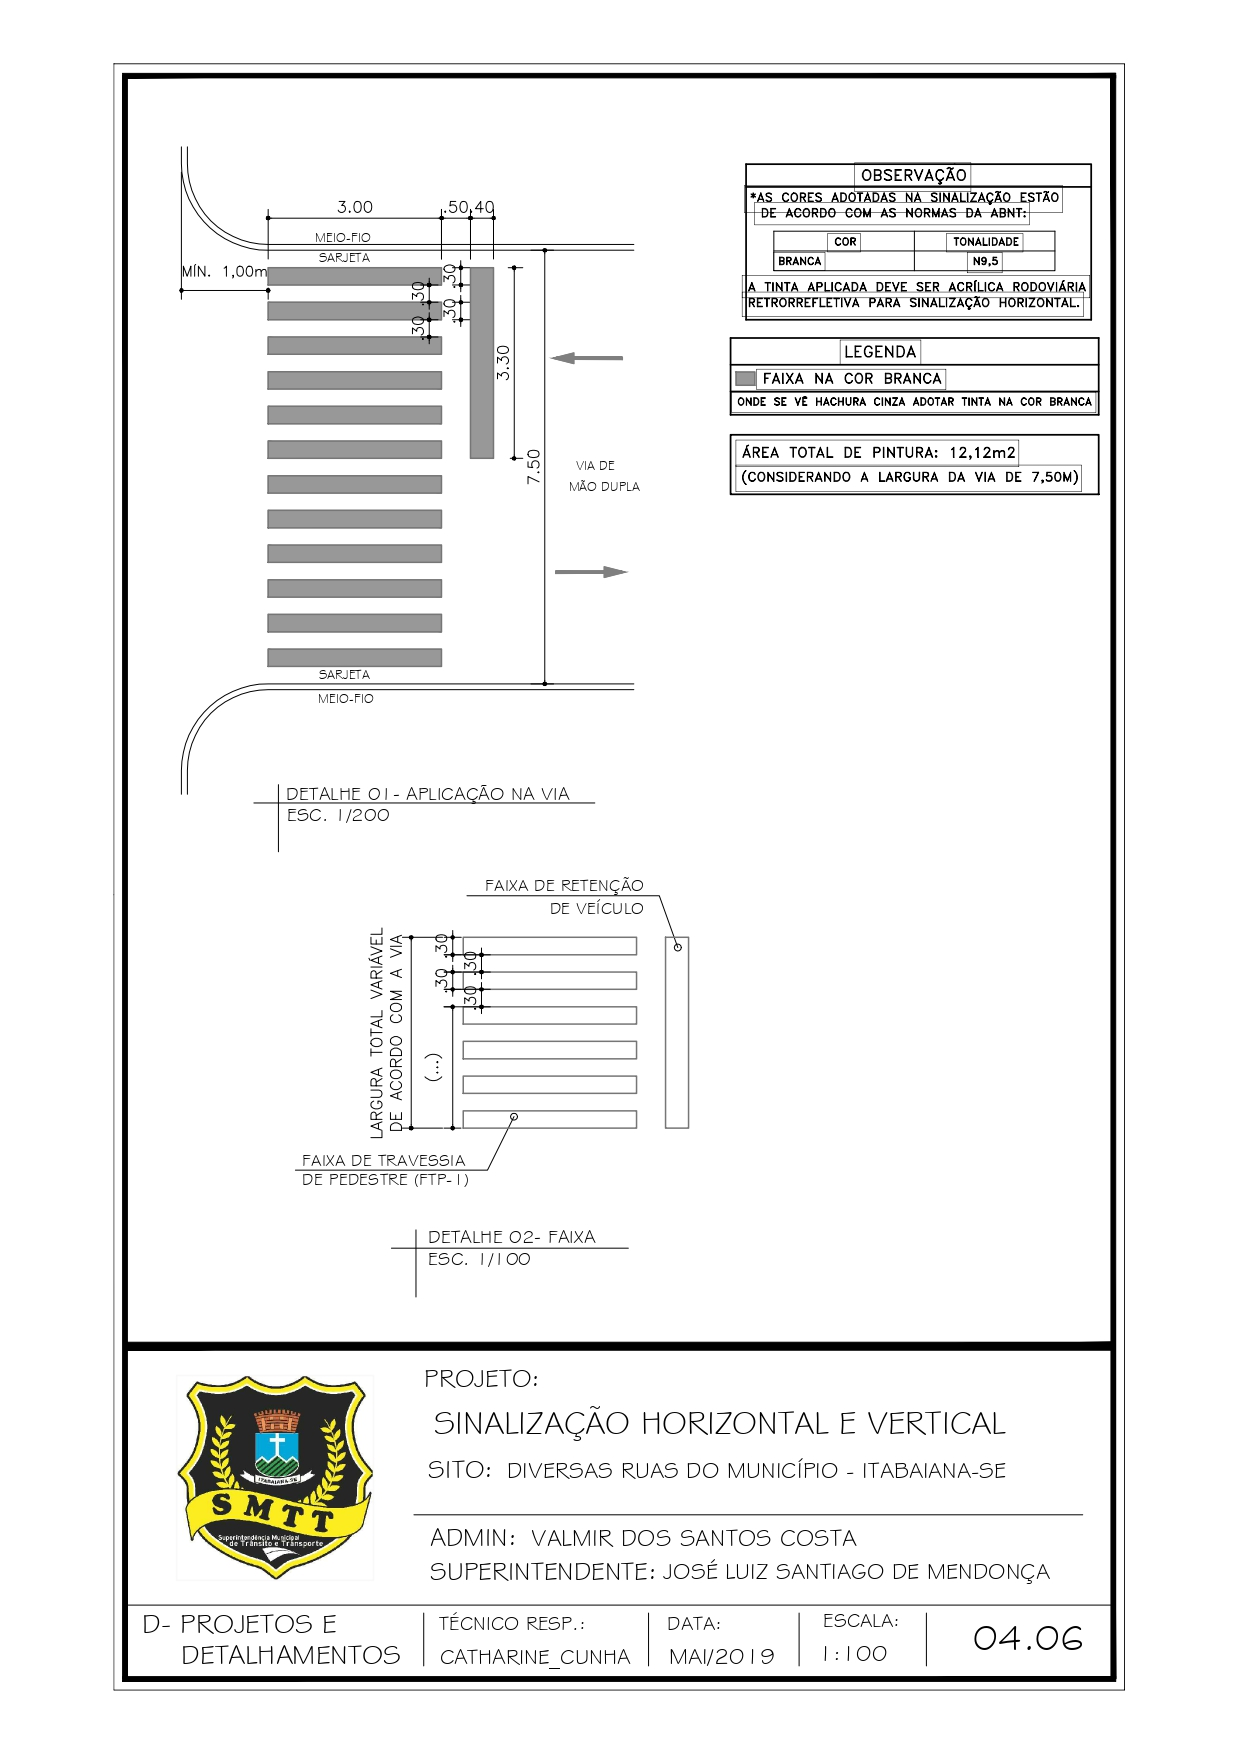 3.00
.50
.40
MEIO-FIO
SARJETA
MÍN. 1,00m
.30
.30
.30
.30
3.30
7.50
VIA DE
MÃO DUPLA
SARJETA
MEIO-FIO
DETALHE 01- APLICAÇÃO NA VIA
ESC. 1/200
OBSERVAÇÃO
*AS CORES ADOTADAS NA SINALIZAÇÃO ESTÃO
DE ACORDO COM AS NORMAS DA ABNT:
COR TONALIDADE
BRANCA N9,5
A TINTA APLICADA DEVE SER ACRÍLICA RODOVIÁRIA
RETRORREFLETIVA PARA SINALIZAÇÃO HORIZONTAL.
LEGENDA
FAIXA NA COR BRANCA
ONDE SE VÊ HACHURA CINZA ADOTAR TINTA NA COR BRANCA
ÁREA TOTAL DE PINTURA: 12,12m2
(CONSIDERANDO A LARGURA DA VIA DE 7,50M)
FAIXA DE RETENÇÃO
DE VEÍCULO
LARGURA TOTAL VARIÁVEL
DE ACORDO COM A VIA
.30
.30
.30
.30
(...)
FAIXA DE TRAVESSIA
DE PEDESTRE (FTP-1)
DETALHE 02- FAIXA
ESC. 1/100
ITABAIANA-SE
SMTT
Superintendência Municipal
de Trânsito e Transporte
PROJETO:
SINALIZAÇÃO HORIZONTAL E VERTICAL
SITO: DIVERSAS RUAS DO MUNICÍPIO - ITABAIANA-SE
ADMIN: VALMIR DOS SANTOS COSTA
SUPERINTENDENTE: JOSÉ LUIZ SANTIAGO DE MENDONÇA
D- PROJETOS E
DETALHAMENTOS
TÉCNICO RESP.:
CATHARINE_CUNHA
DATA:
MAI/2019
ESCALA:
1:100
04.06